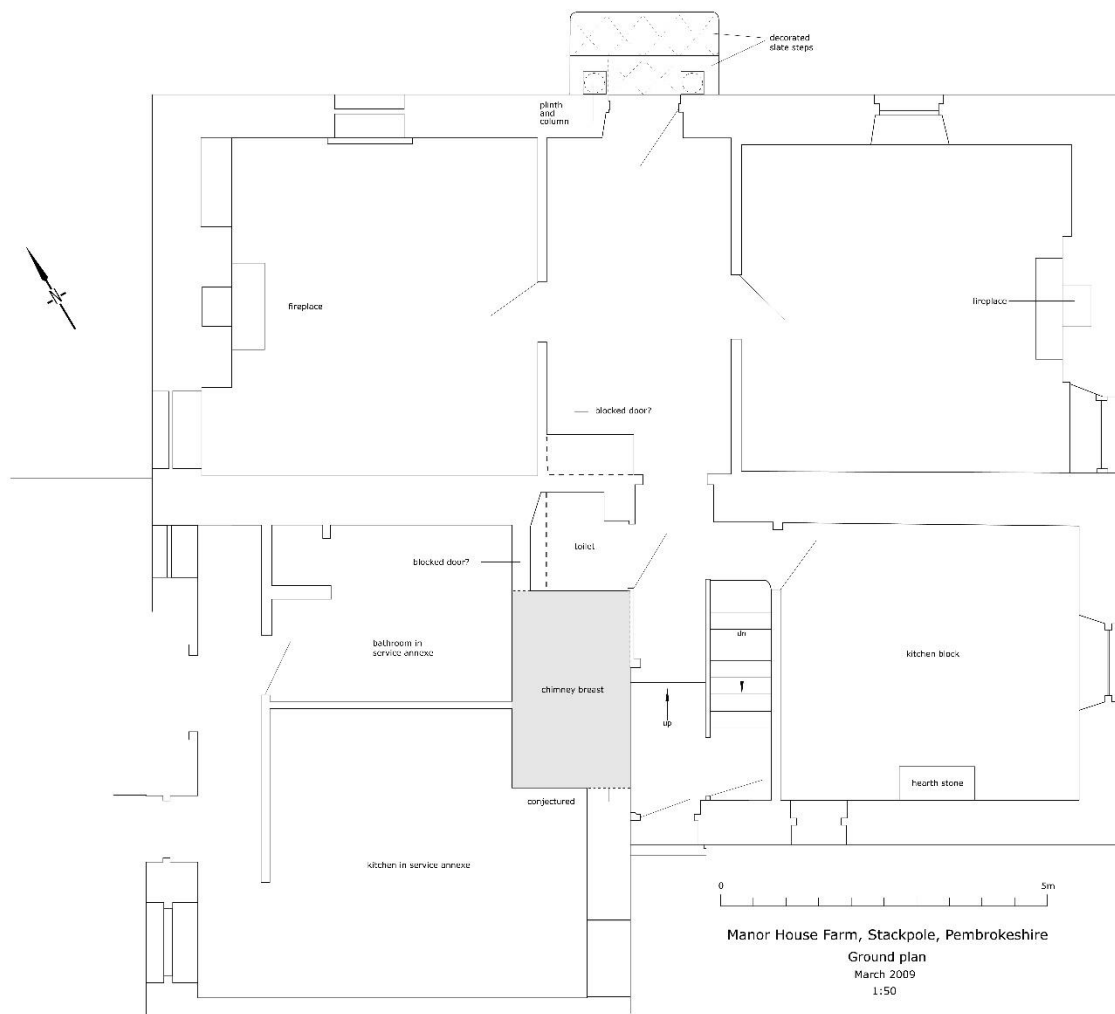 decorated
slate steps
plinth
and
column
N
fireplace
fireplace
blocked door?
blocked door?
toilet
bathroom in
service annexe
dn
kitchen block
chimney breast
up
hearth stone
conjectured
kitchen in service annexe
0
5m
Manor House Farm, Stackpole, Pembrokeshire
Ground plan
March 2009
1:50